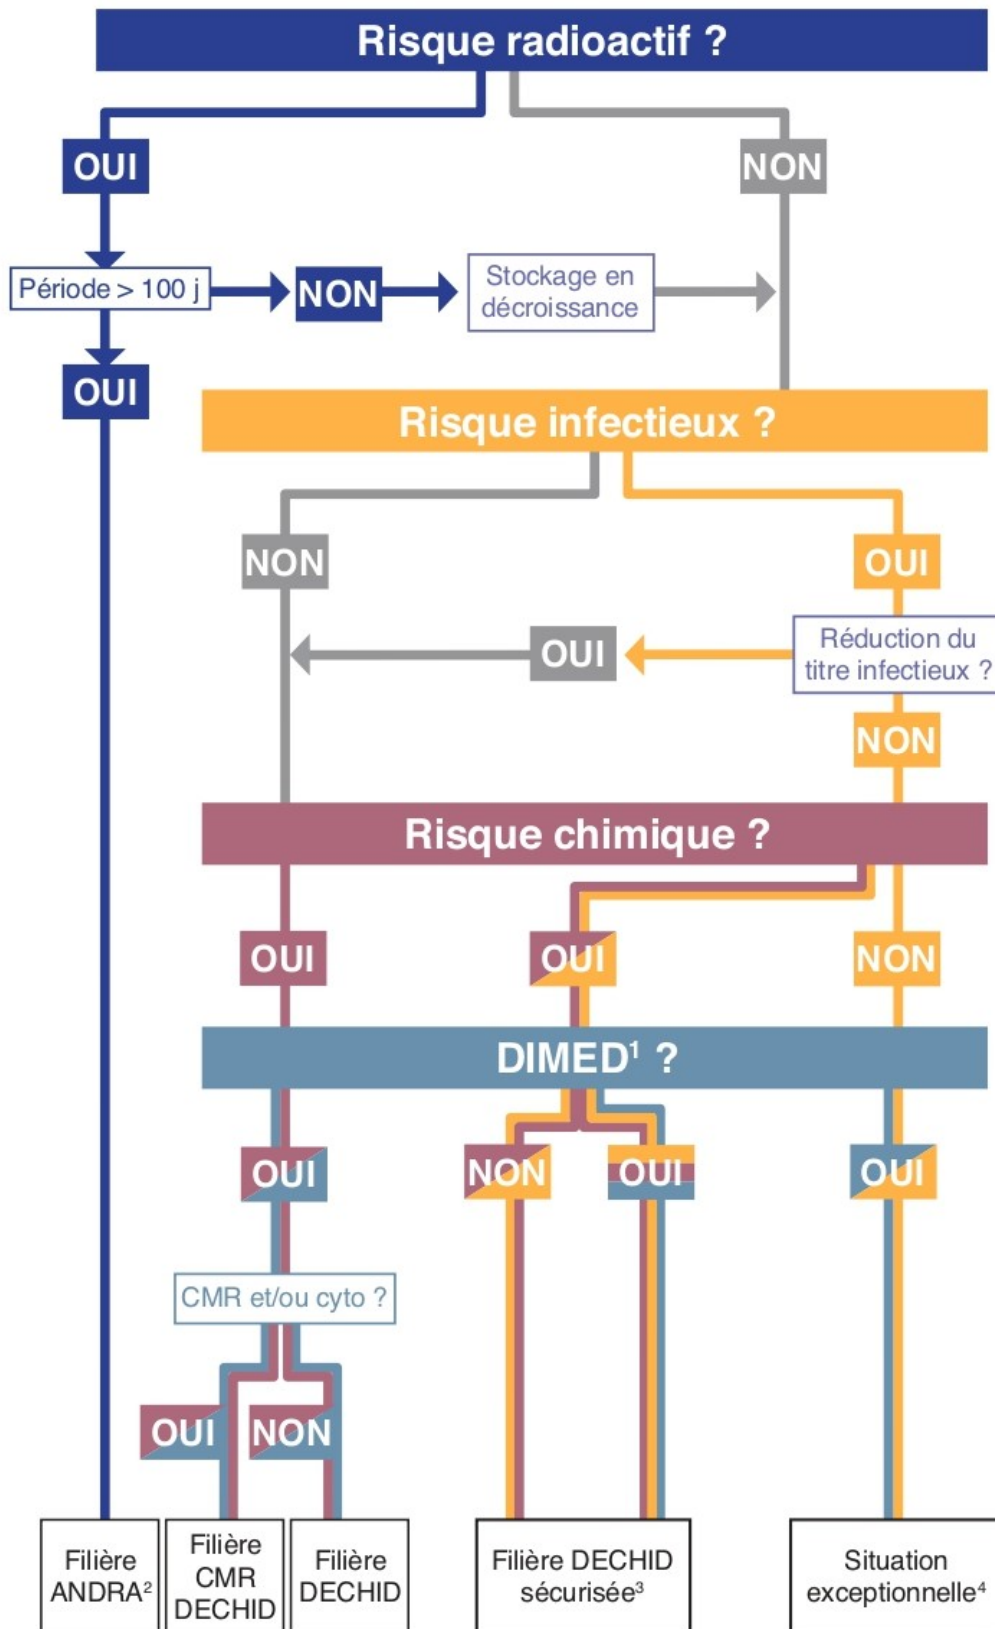 Risque radioactif ?
OUI
NON
Période > 100 j
NON
Stockage en
décroissance
OUI
Risque infectieux ?
NON
OUI
OUI
Réduction du
titre infectieux ?
NON
Risque chimique ?
OUI
OUI
NON
DIMED¹ ?
OUI
NON
OUI
OUI
CMR et/ou cyto ?
OUI
NON
Filière
ANDRA²
Filière
CMR
DECHID
Filière
DECHID
Filière DECHID
sécurisée³
Situation
exceptionnelle⁴